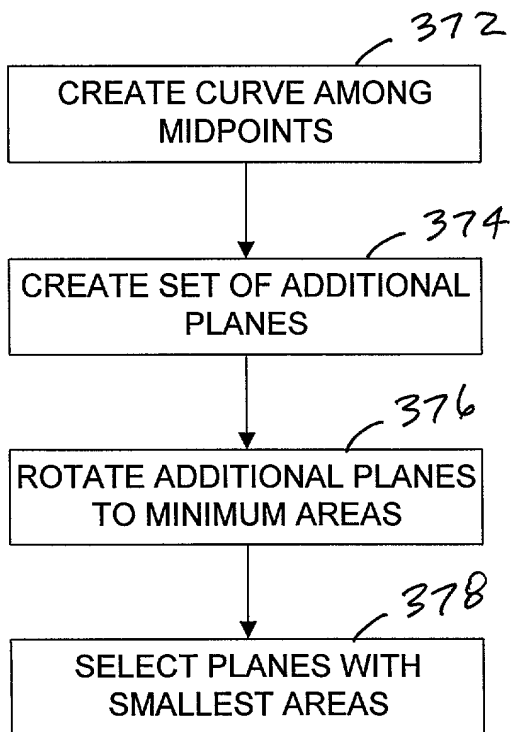 372
CREATE CURVE AMONG
MIDPOINTS
374
CREATE SET OF ADDITIONAL
PLANES
376
ROTATE ADDITIONAL PLANES
TO MINIMUM AREAS
378
SELECT PLANES WITH
SMALLEST AREAS